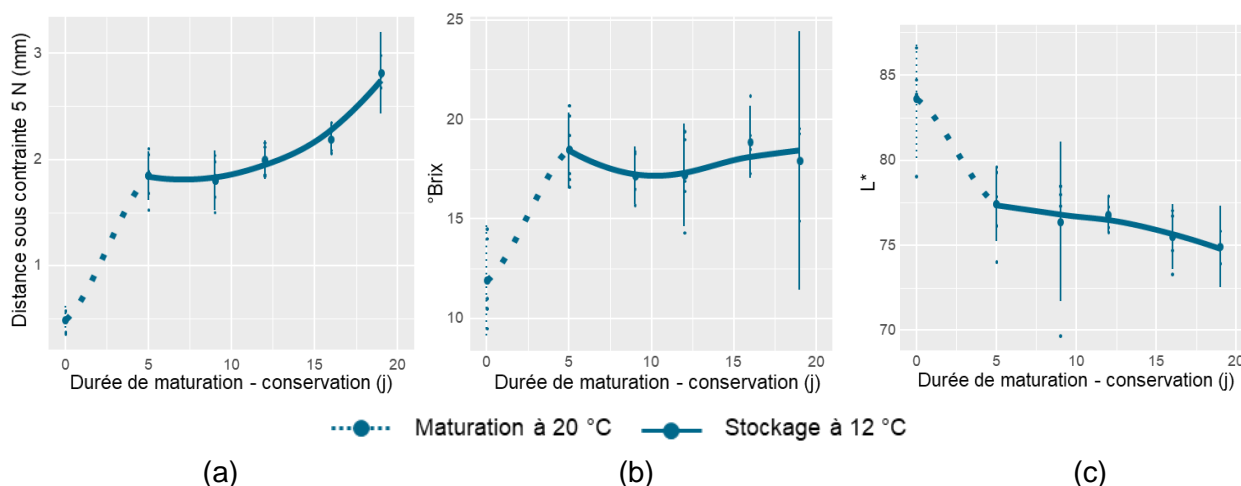 Distance sous contrainte 5 N (mm)
3
2
1
0 5 10 15 20
Durée de maturation - conservation (j)
°Brix
25
20
15
10
0 5 10 15 20
Durée de maturation - conservation (j)
L*
85
80
75
70
0 5 10 15 20
Durée de maturation - conservation (j)
Maturation à 20 °C Stockage à 12 °C
(a) (b) (c)